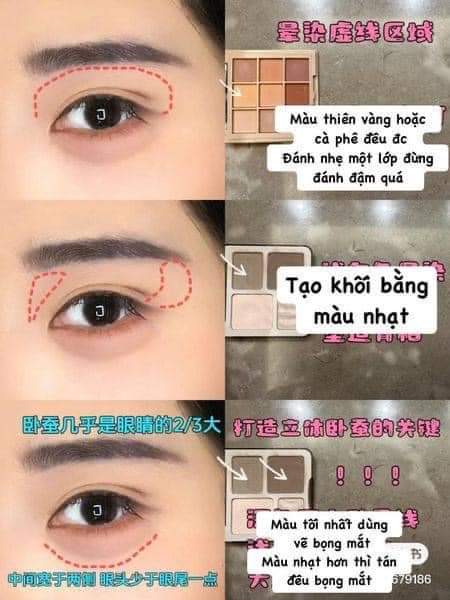 晕染虚线区域
Màu thiên vàng hoặc
cà phê đều đc
Đánh nhẹ một lớp đừng
đánh đậm quá
Tạo khối bằng
màu nhạt
卧蚕几乎是眼睛的2/3大
打造立体卧蚕的关键
!!!
Màu tối nhất dùng
vẽ bọng mắt
Màu nhạt hơn thì tán
đều bọng mắt
中间宽于两侧 眼头少于眼尾一点
书
679186